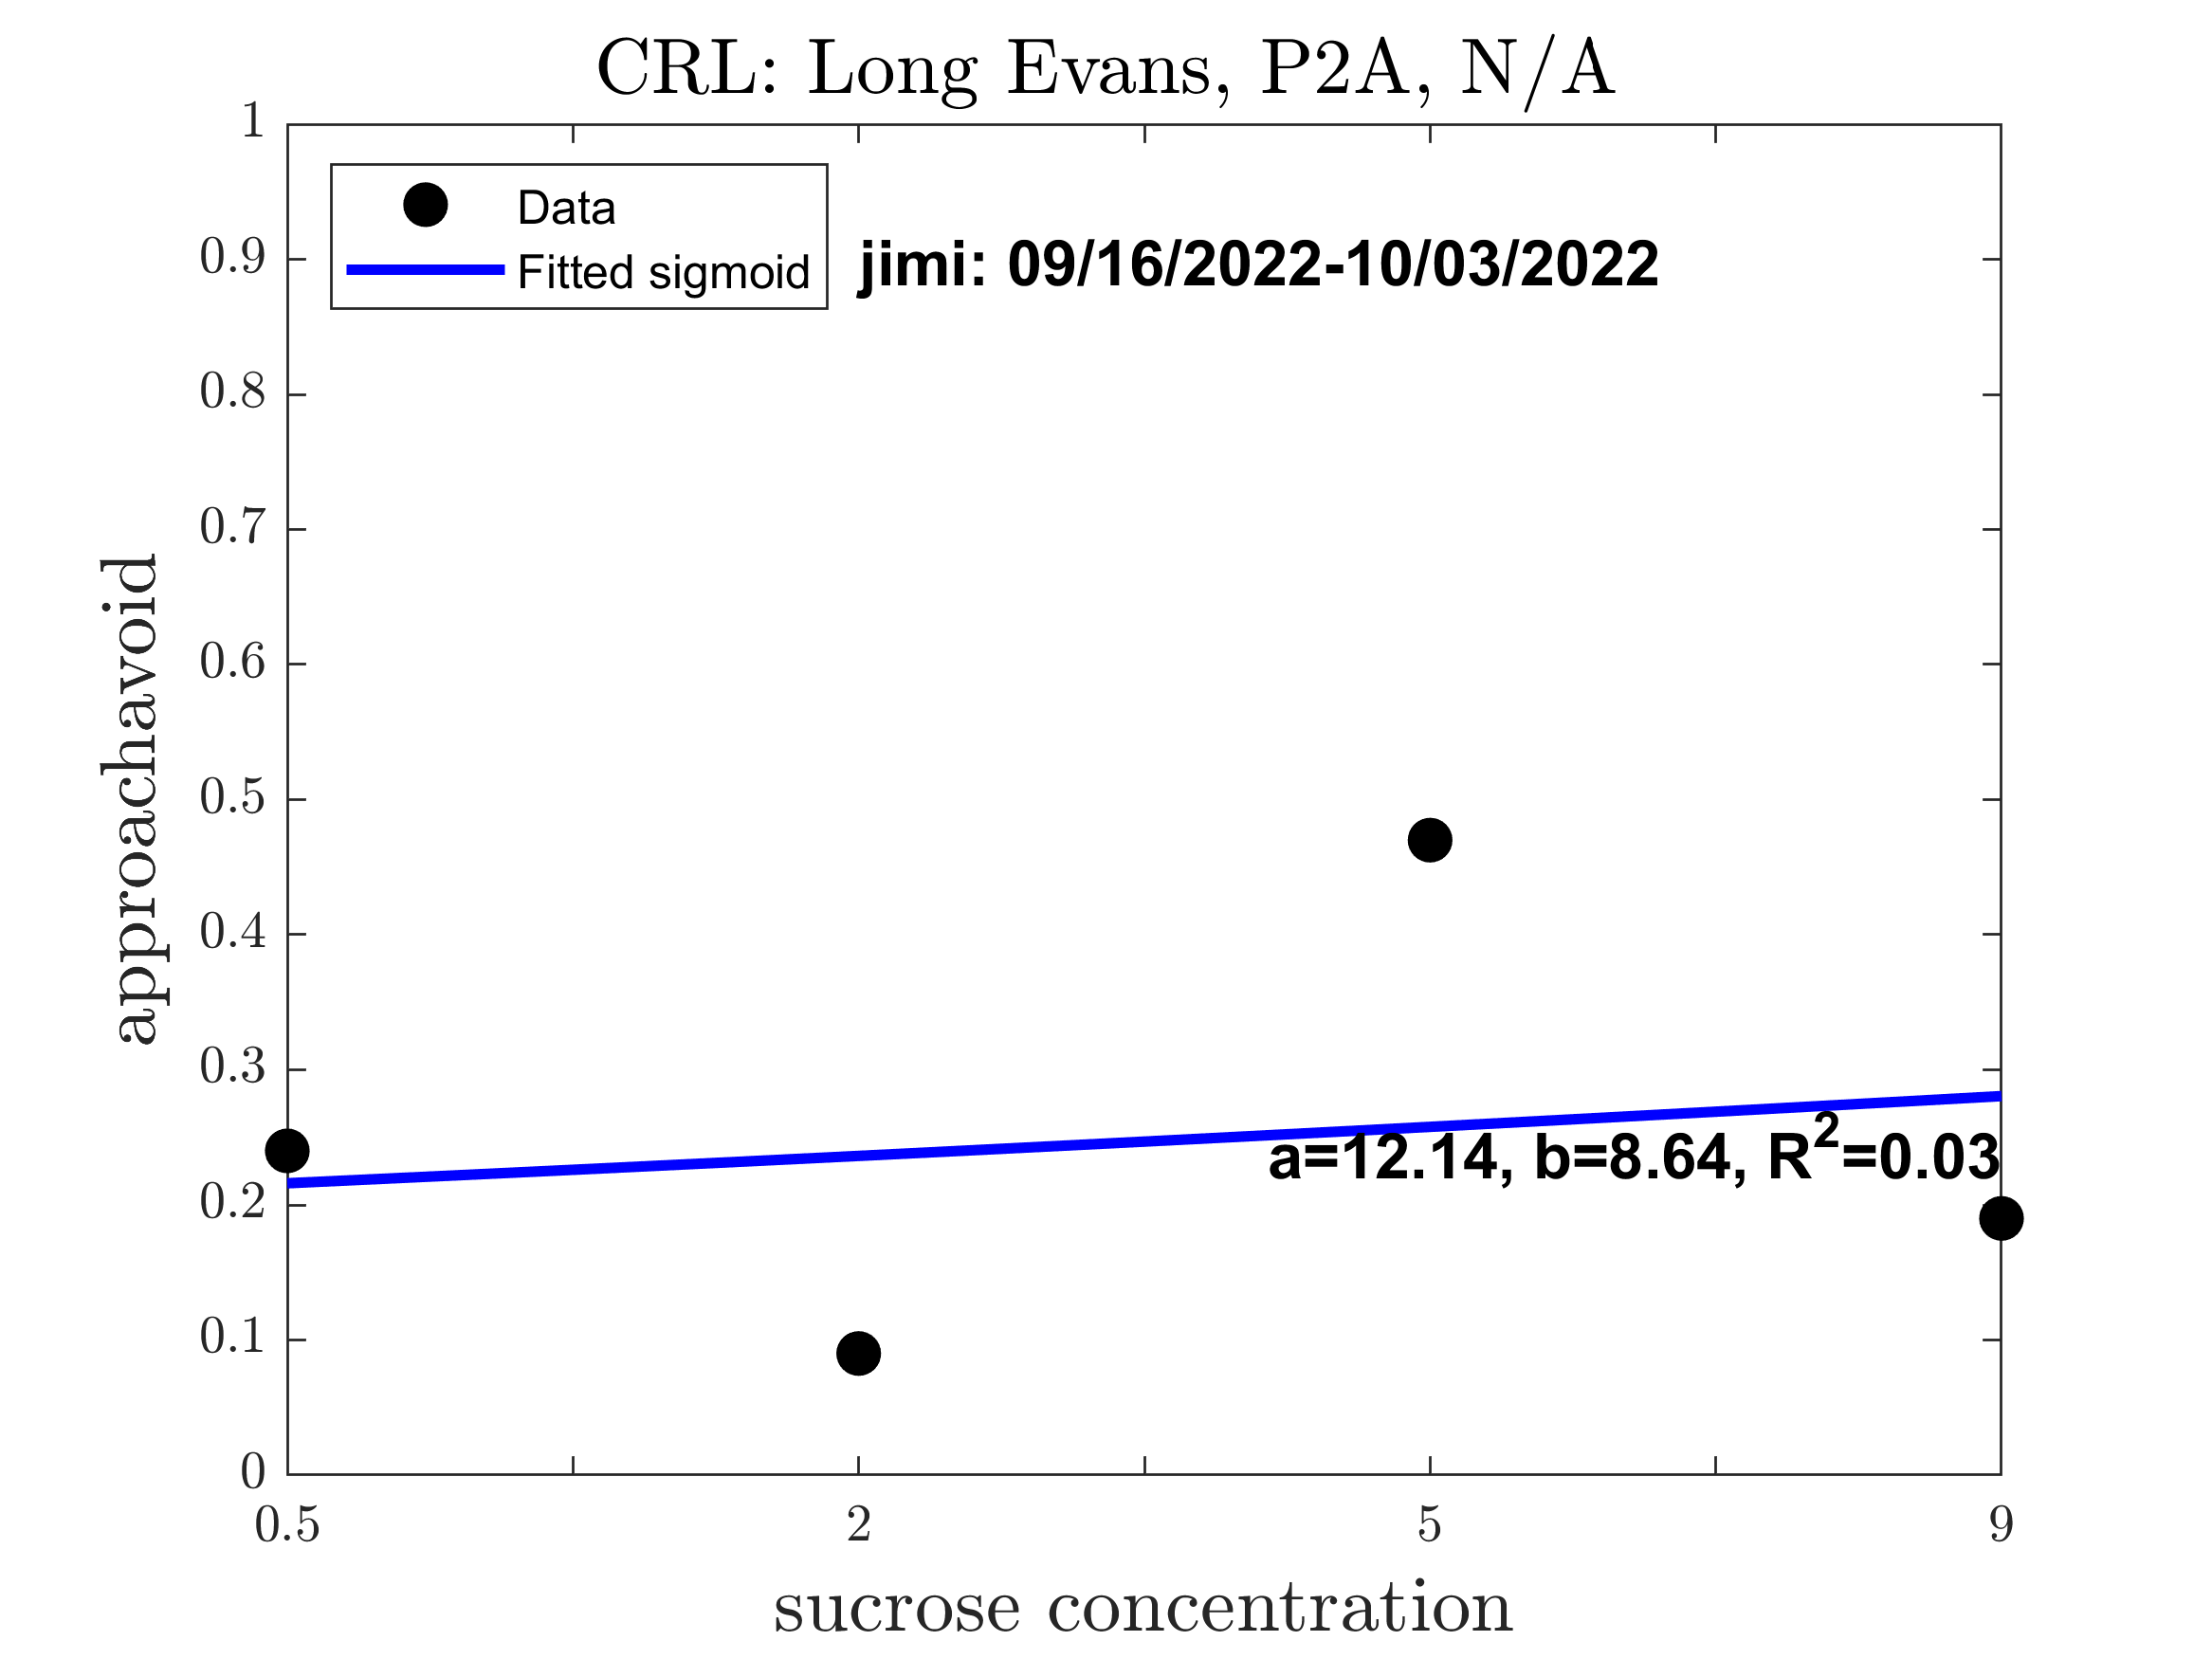 CRL: Long Evans, P2A, N/A
1
0.9
0.8
0.7
0.6
0.5
0.4
0.3
0.2
0.1
0
approachavoid
Data
Fitted sigmoid
jimi: 09/16/2022-10/03/2022
a=12.14, b=8.64, R²=0.03
0.5 2 5 9
sucrose concentration